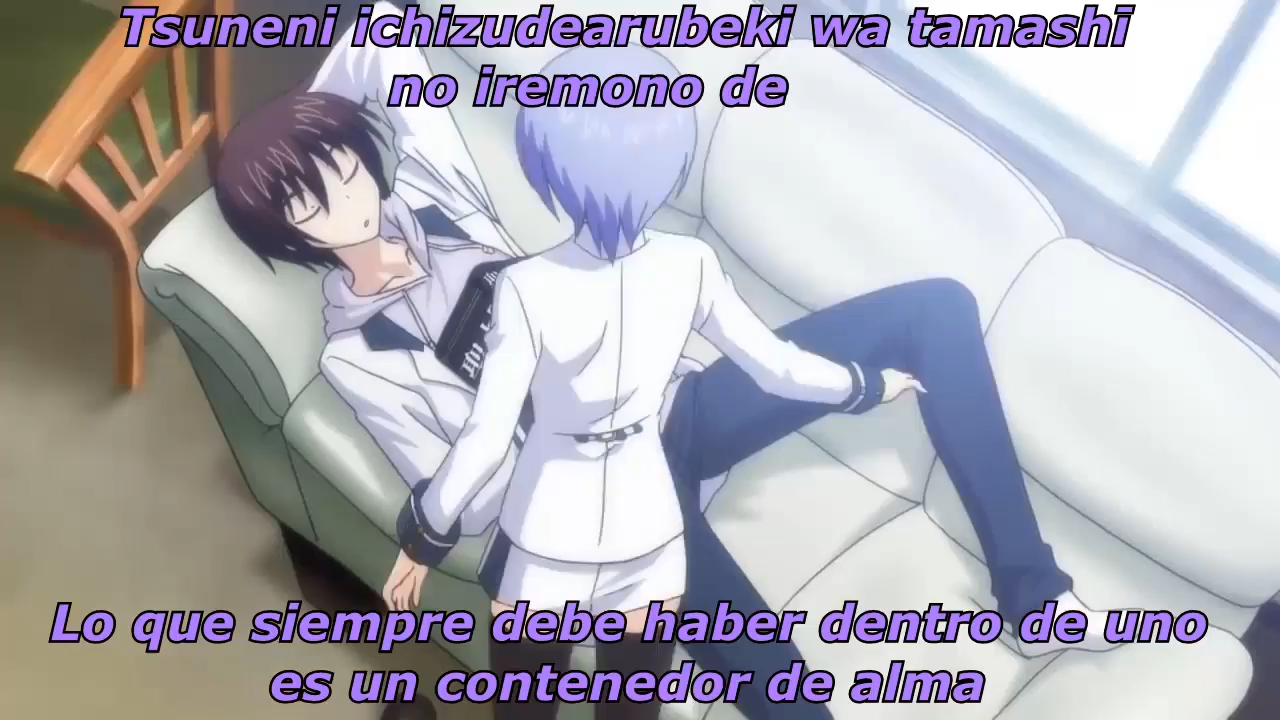 Tsuneni ichizudearubeki wa tamashī
no iremono de
Lo que siempre debe haber dentro de uno
es un contenedor de alma